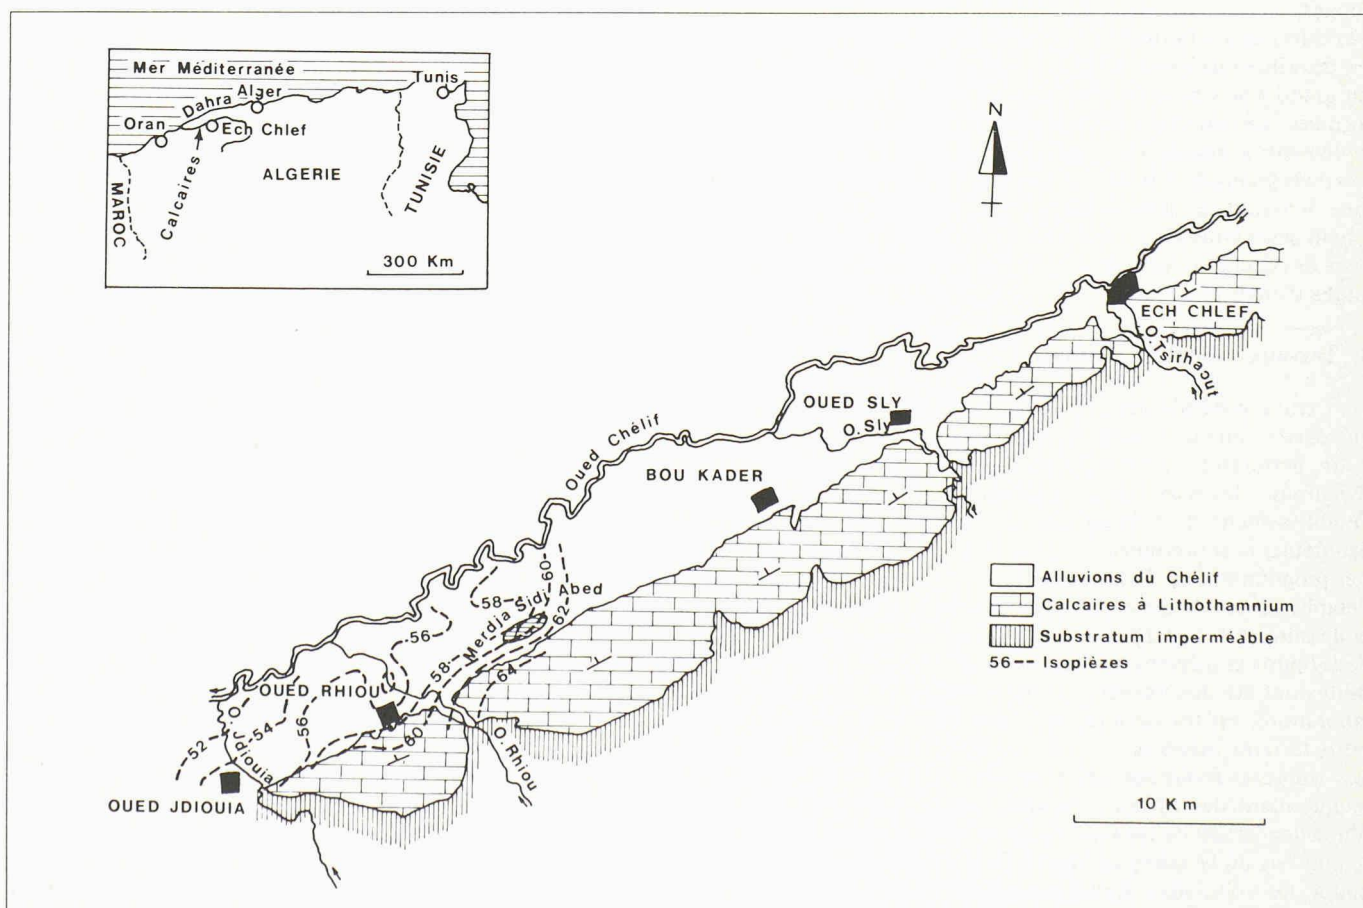 Mer Méditerranée
Tunis
Alger
Dahra
Oran
Ech Chlef
Calcaires
ALGERIE
TUNISIE
MAROC
300 Km
N
ECH CHLEF
O. Tsirhaout
OUED SLY
O. Sly
Oued Chélif
BOU KADER
60
58
Merdja Sidi Abed
62
56
58
64
OUED RHIOU
56
54
52
60
O. Jdiouia
O. Rhiou
OUED JDIOUIA
Alluvions du Chélif
Calcaires à Lithothamnium
Substratum imperméable
56-- Isopièzes
10 Km